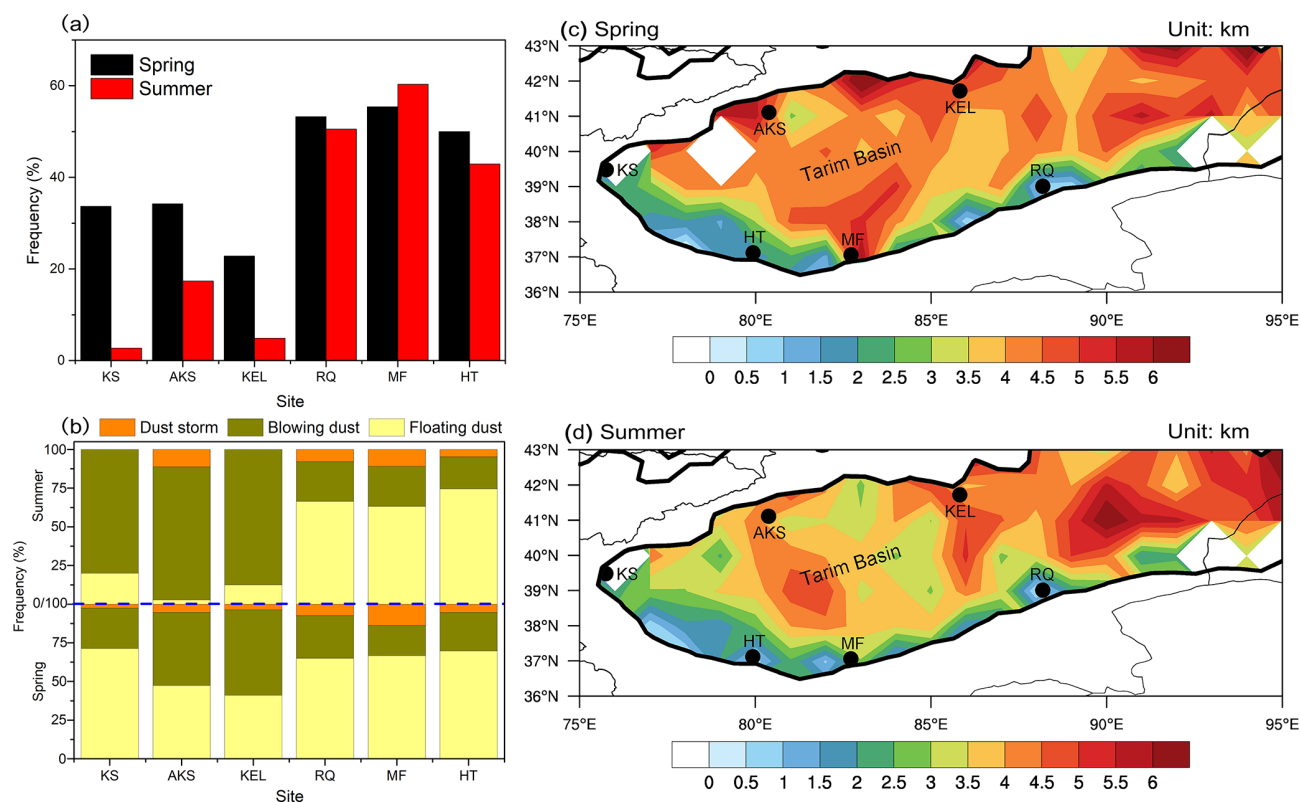 (a)
Spring
Summer
Frequency (%)
60
40
20
0
KS AKS KEL RQ MF HT
Site
(b)
Dust storm Blowing dust Floating dust
Frequency (%)
Summer
Spring
100
75
50
25
0/100
75
50
25
0
KS AKS KEL RQ MF HT
Site
(c) Spring Unit: km
43°N
42°N
41°N
40°N
39°N
38°N
37°N
36°N
KEL
AKS
Tarim Basin
KS
RQ
HT
MF
75°E 80°E 85°E 90°E 95°E
0 0.5 1 1.5 2 2.5 3 3.5 4 4.5 5 5.5 6
(d) Summer Unit: km
43°N
42°N
41°N
40°N
39°N
38°N
37°N
36°N
KEL
AKS
Tarim Basin
KS
RQ
HT
MF
75°E 80°E 85°E 90°E 95°E
0 0.5 1 1.5 2 2.5 3 3.5 4 4.5 5 5.5 6